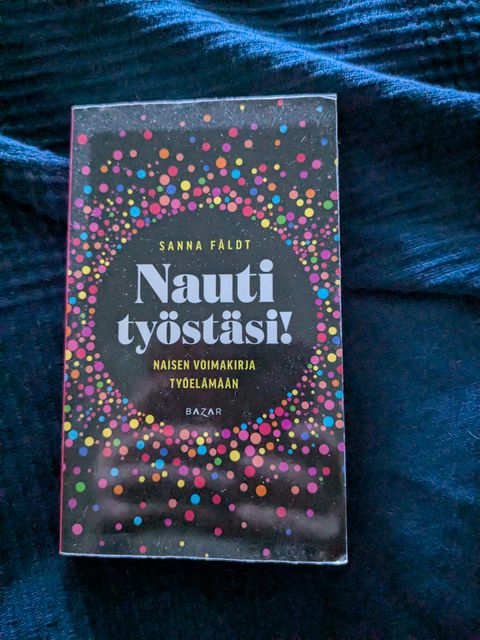 SANNA FÄLDT
Nauti
työstäsi!
NAISEN VOIMAKIRJA
TYÖELÄMÄÄN
BAZAR